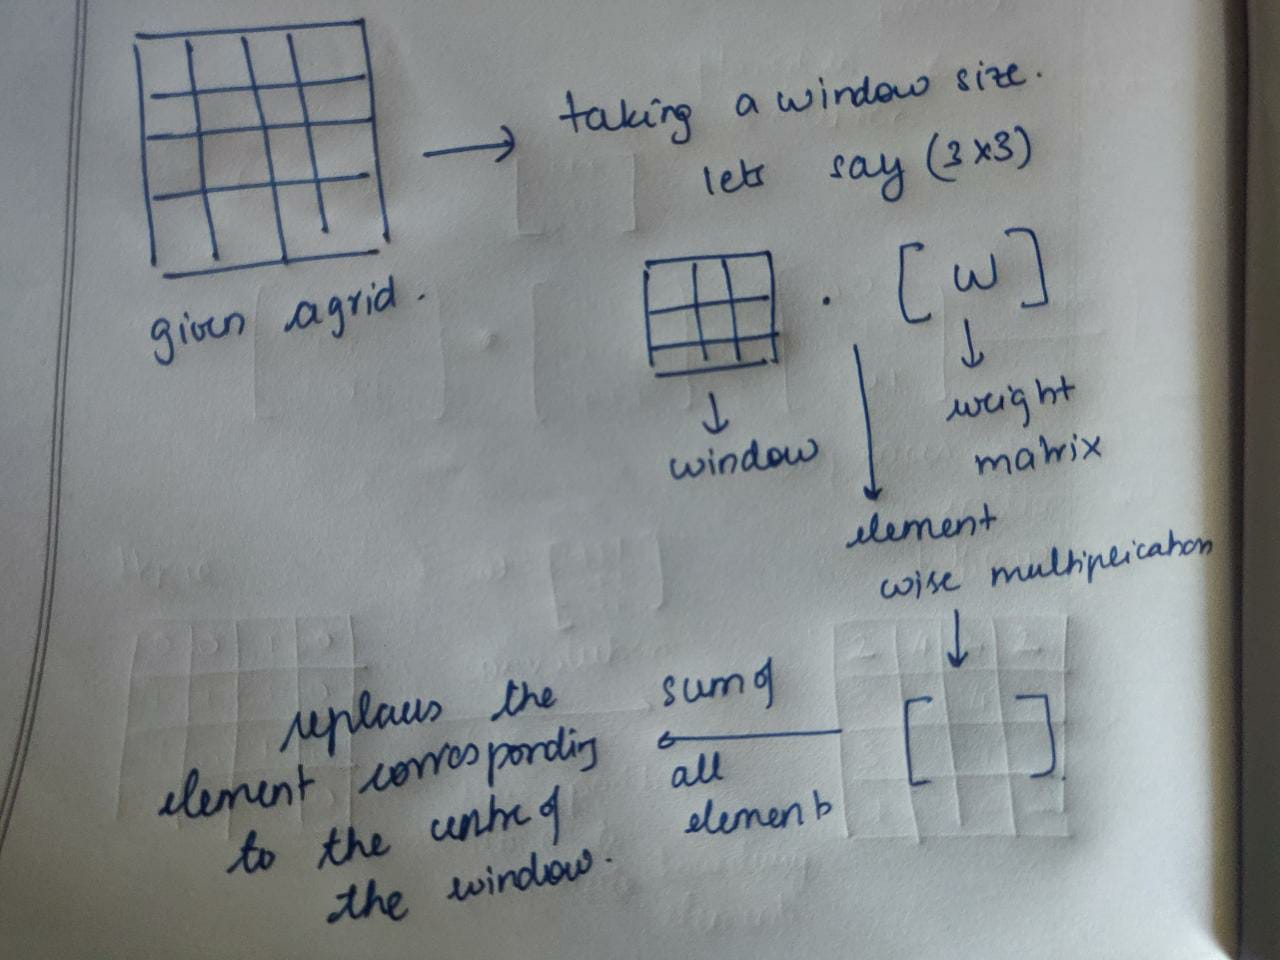 taking a window size.
lets say (3x3)
given a grid.
. [ W ]
window
weight
matrix
element
wise multiplication
[ ]
sum of
all
elements
replaces the
element corresponding
to the centre of
the window.